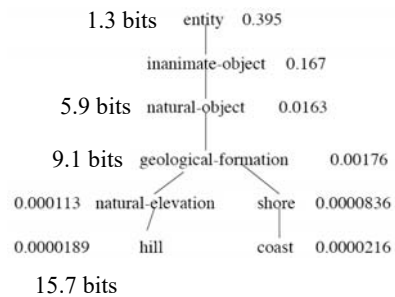 1.3 bits entity 0.395
inanimate-object 0.167
5.9 bits natural-object 0.0163
9.1 bits geological-formation 0.00176
0.000113 natural-elevation shore 0.0000836
0.0000189 hill coast 0.0000216
15.7 bits